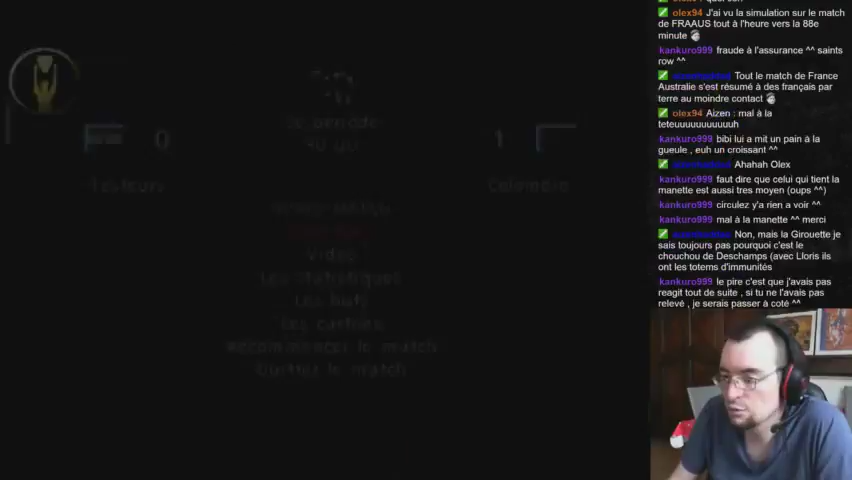 olex94 J'ai vu la simulation sur le match
de FRAAUS tout à l'heure vers la 88e
minute
kankuro999 fraude à l'assurance ^^ saints
row ^^
Tout le match de France
Australie s'est résumé à des français par
terre au moindre contact
olex94 Aizen : mal à la
teteuuuuuuuuuuh
kankuro999 bibi lui a mit un pain à la
gueule , euh un croissant ^^
Ahahah Olex
kankuro999 faut dire que celui qui tient la
manette est aussi tres moyen (oups ^^)
kankuro999 circulez y'a rien a voir ^^
kankuro999 mal à la manette ^^ merci
Non, mais la Girouette je
sais toujours pas pourquoi c'est le
chouchou de Deschamps (avec Lloris ils
ont les totems d'immunités
kankuro999 le pire c'est que j'avais pas
reagit tout de suite , si tu ne l'avais pas
relevé , je serais passer à coté ^^
0
1
Colombie
Vidéo
Les statistiques
Les buts
Les cartons
Recommencer le match
Quitter le match